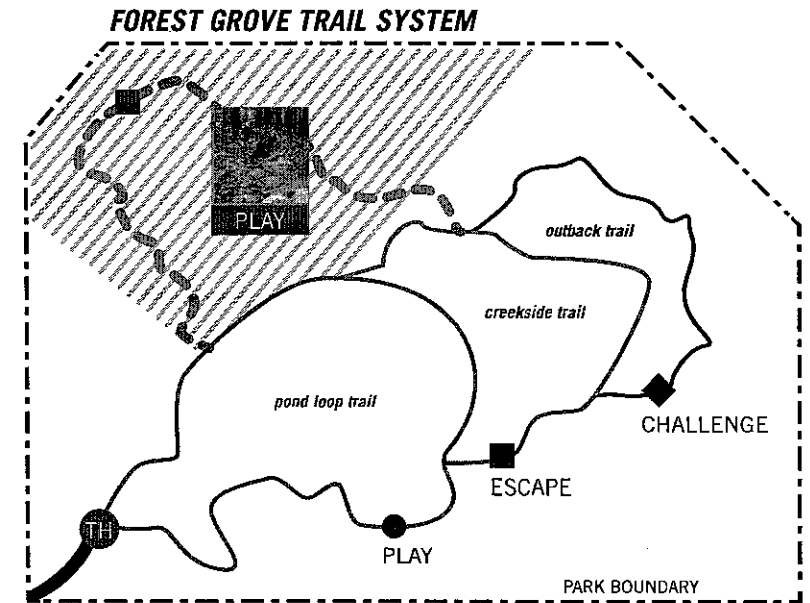 FOREST GROVE TRAIL SYSTEM
PLAY
outback trail
creekside trail
pond loop trail
CHALLENGE
ESCAPE
TH
PLAY
PARK BOUNDARY